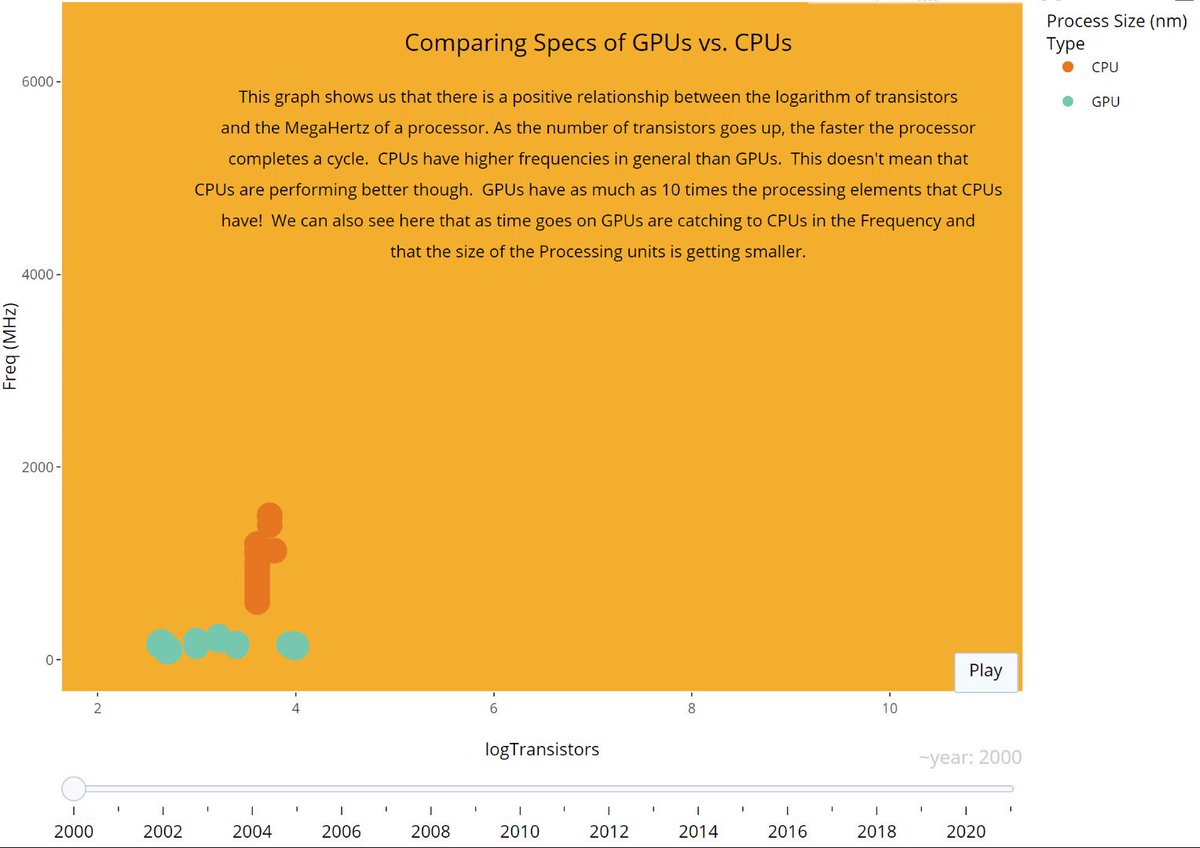 Comparing Specs of GPUs vs. CPUs
This graph shows us that there is a positive relationship between the logarithm of transistors
and the MegaHertz of a processor. As the number of transistors goes up, the faster the processor
completes a cycle.  CPUs have higher frequencies in general than GPUs.  This doesn't mean that
CPUs are performing better though.  GPUs have as much as 10 times the processing elements that CPUs
have!  We can also see here that as time goes on GPUs are catching to CPUs in the Frequency and
that the size of the Processing units is getting smaller.
Process Size (nm)
Type
CPU
GPU
Freq (MHz)
6000
4000
2000
0
2 4 6 8 10
logTransistors
Play
~year: 2000
2000 2002 2004 2006 2008 2010 2012 2014 2016 2018 2020